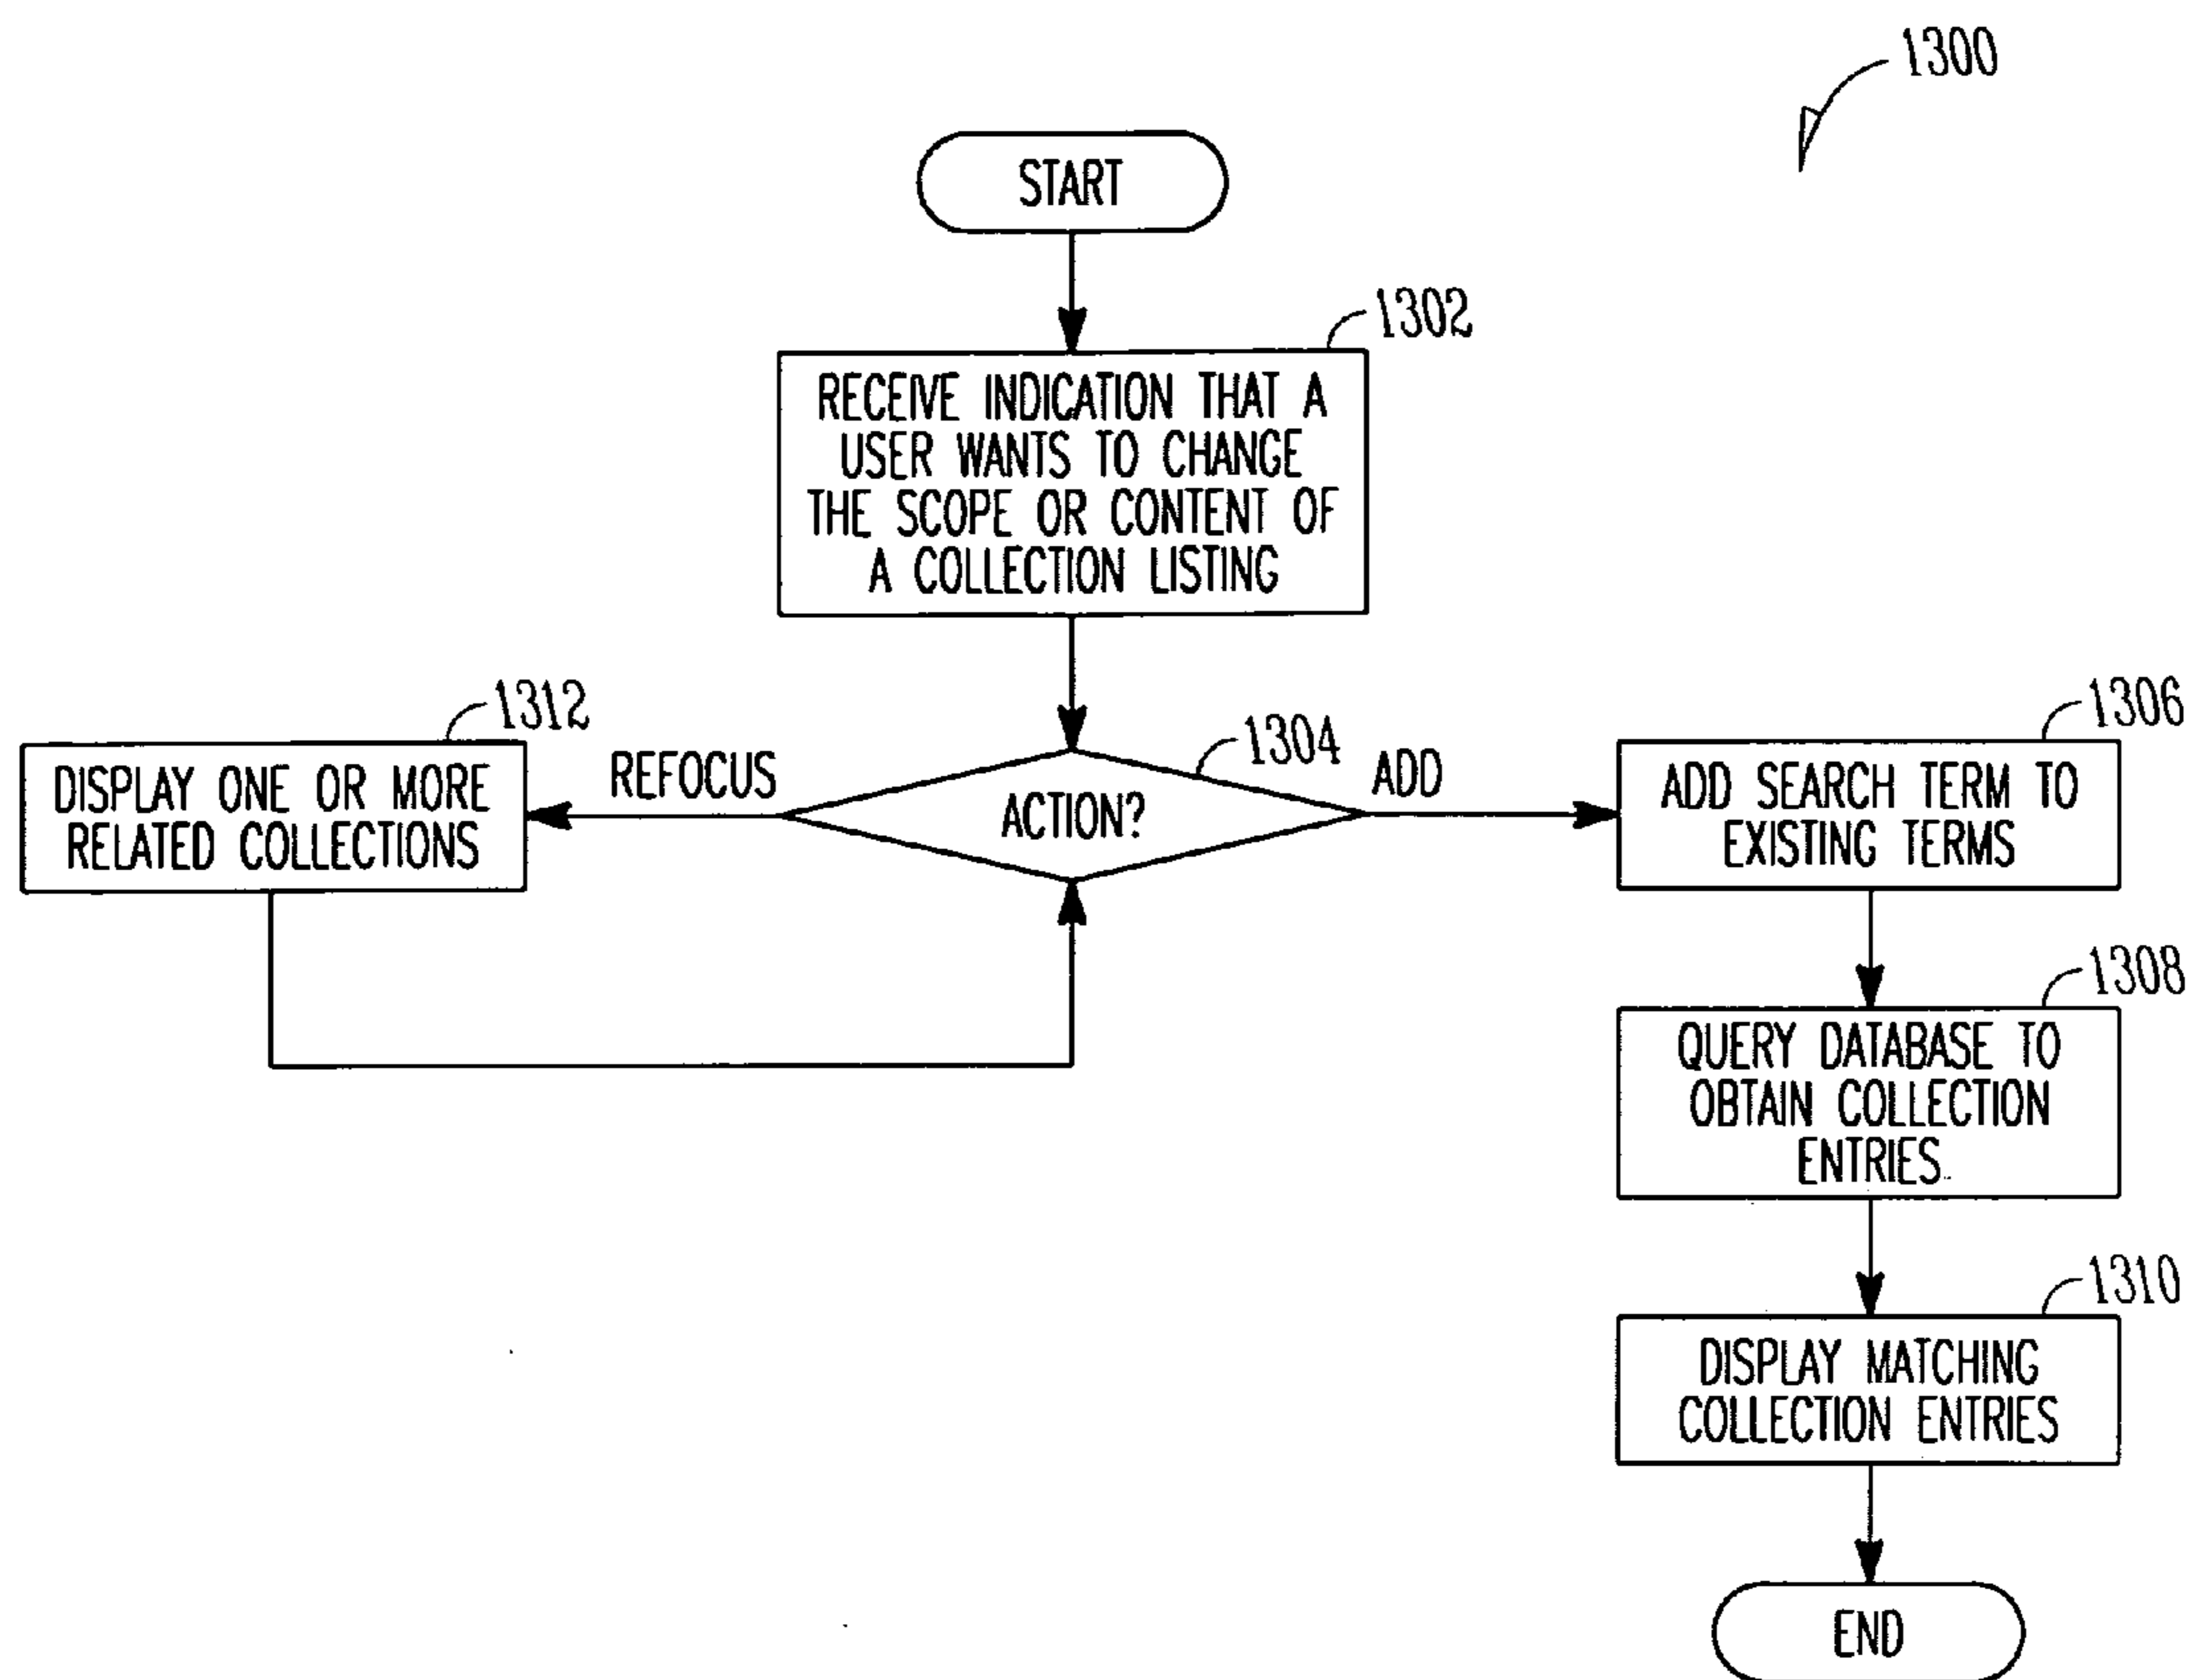 1300
START
1302
RECEIVE INDICATION THAT A
USER WANTS TO CHANGE
THE SCOPE OR CONTENT OF
A COLLECTION LISTING
1312
DISPLAY ONE OR MORE
RELATED COLLECTIONS
REFOCUS
1304
ACTION?
ADD
1306
ADD SEARCH TERM TO
EXISTING TERMS
1308
QUERY DATABASE TO
OBTAIN COLLECTION
ENTRIES
1310
DISPLAY MATCHING
COLLECTION ENTRIES
END